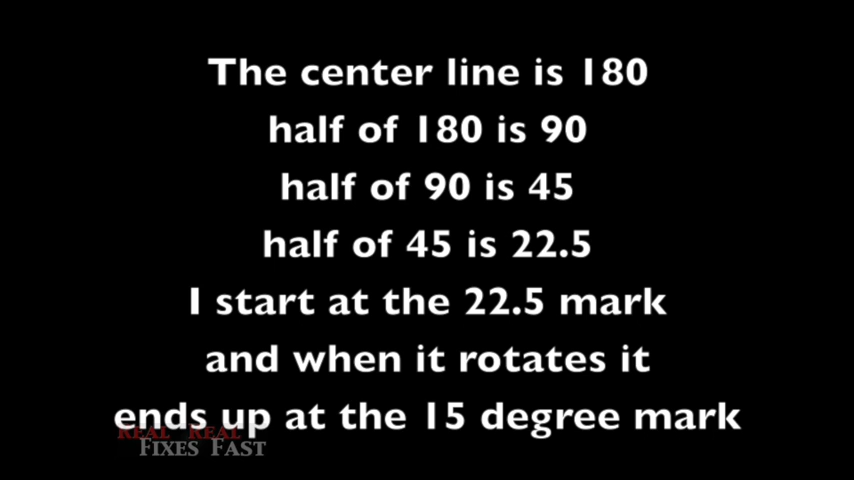 The center line is 180
half of 180 is 90
half of 90 is 45
half of 45 is 22.5
I start at the 22.5 mark
and when it rotates it
ends up at the 15 degree mark
REAL REAL
FIXES FAST